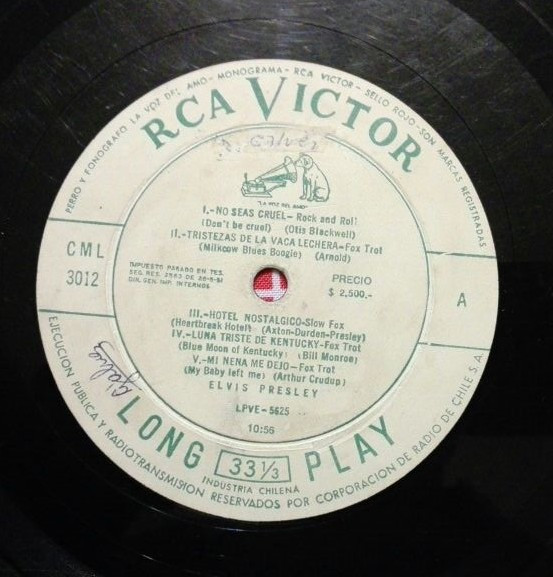 PERRO Y FONOGRAFO LA VOZ DEL AMO - MONOGRAMA - RCA VICTOR - SELLO ROJO - SON MARCAS REGISTRADAS
RCA VICTOR
"LA VOZ DEL AMO"
I.-NO SEAS CRUEL-Rock and Roll
(Don't be cruel) (Otis Blackwell)
II.-TRISTEZAS DE LA VACA LECHERA-Fox Trot
(Milkcow Blues Boogie) (Arnold)
CML
3012
IMPUESTO PAGADO EN TES.
SEG. RES.
DIR. GEN. IMP. INTERNOS
PRECIO
$ 2,500.-
A
III.-HOTEL NOSTALGICO-Slow Fox
(Heartbreak Hotel) (Axton-Durden-Presley)
IV.-LUNA TRISTE DE KENTUCKY-Fox Trot
(Blue Moon of Kentucky) (Bill Monroe)
V.-MI NENA ME DEJO-Fox Trot
(My Baby left me) (Arthur Crudup)
ELVIS PRESLEY
LPVE-5625
10:56
LONG 33 1/3 PLAY
INDUSTRIA CHILENA
EJECUCION PUBLICA Y RADIOTRANSMISION RESERVADOS POR CORPORACION DE RADIO DE CHILE S.A.